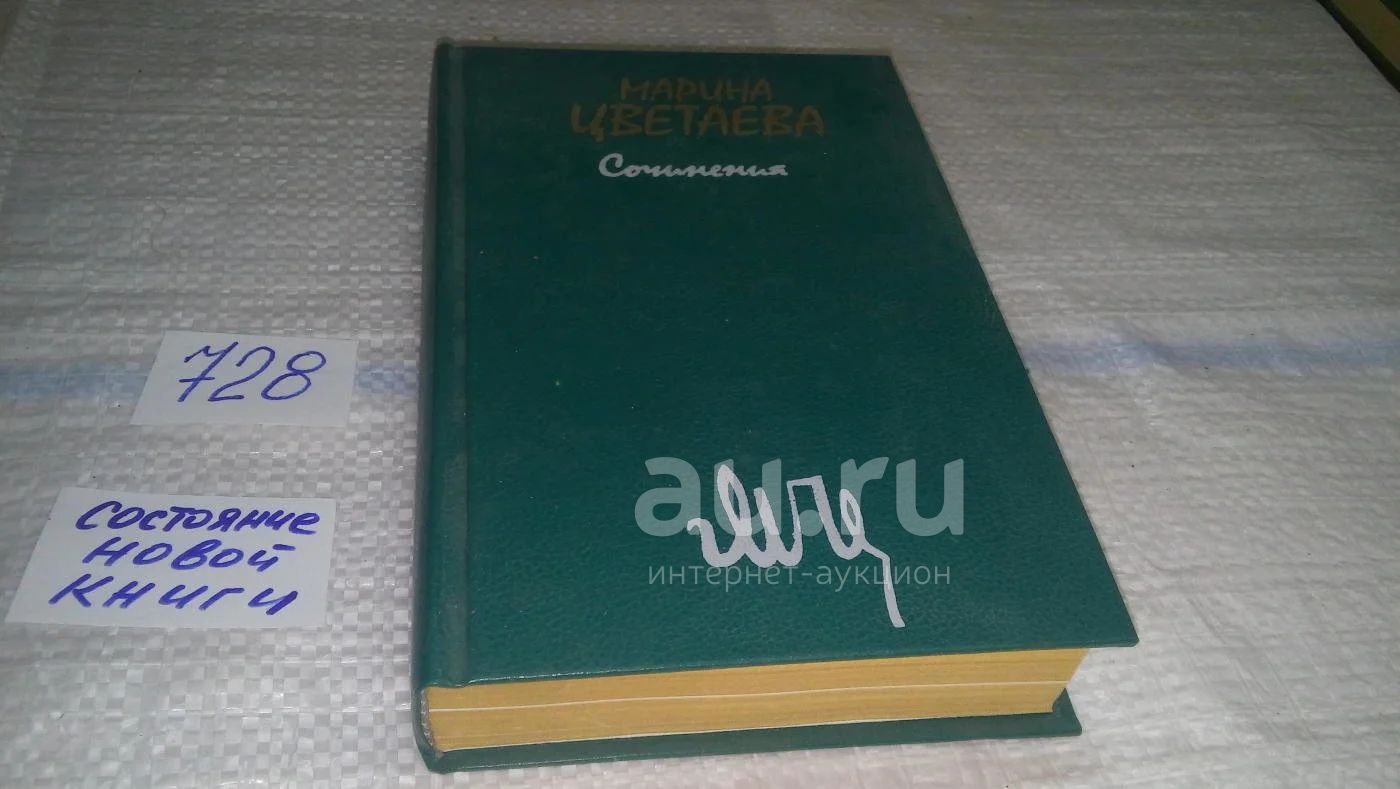 МАРИНА
ЦВЕТАЕВА
Сочинения
728
состояние
новой
книги
au.ru
интернет-аукцион